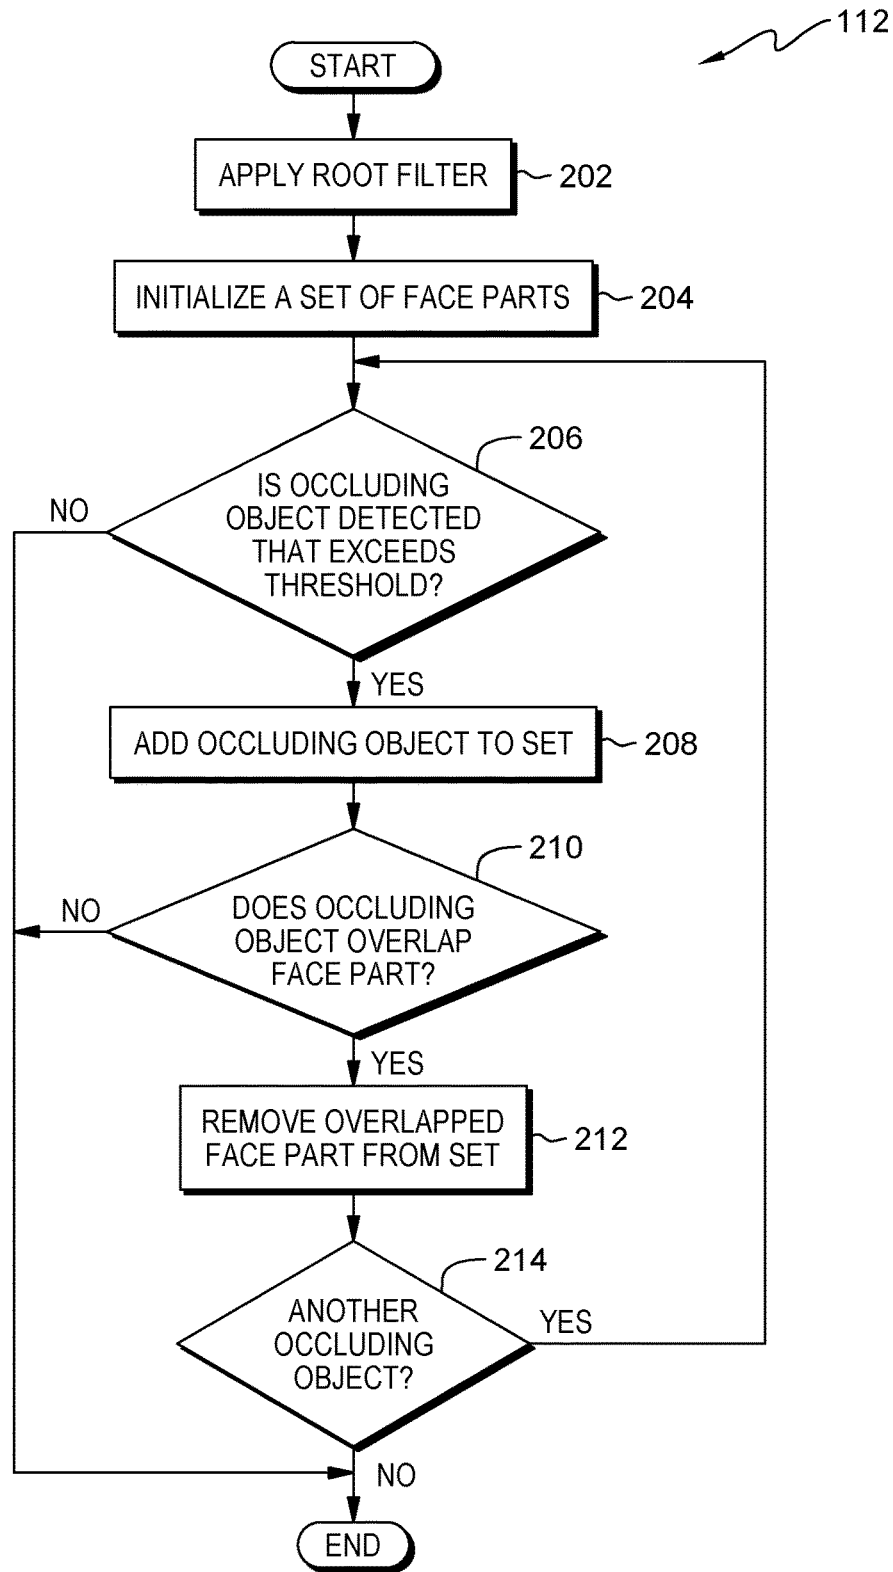 112
START
APPLY ROOT FILTER
202
INITIALIZE A SET OF FACE PARTS
204
206
IS OCCLUDING
OBJECT DETECTED
THAT EXCEEDS
THRESHOLD?
NO
YES
ADD OCCLUDING OBJECT TO SET
208
210
DOES OCCLUDING
OBJECT OVERLAP
FACE PART?
NO
YES
REMOVE OVERLAPPED
FACE PART FROM SET
212
214
ANOTHER
OCCLUDING
OBJECT?
YES
NO
END